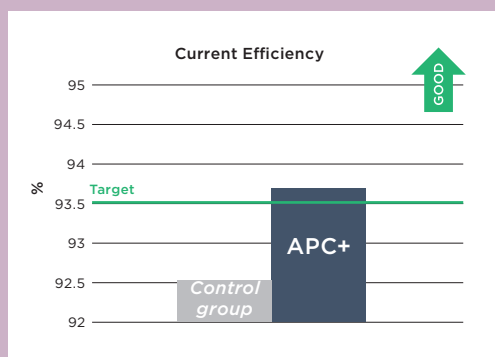 Current Efficiency
GOOD
95
94.5
94
%
Target
93.5
93
APC+
92.5
Control
group
92